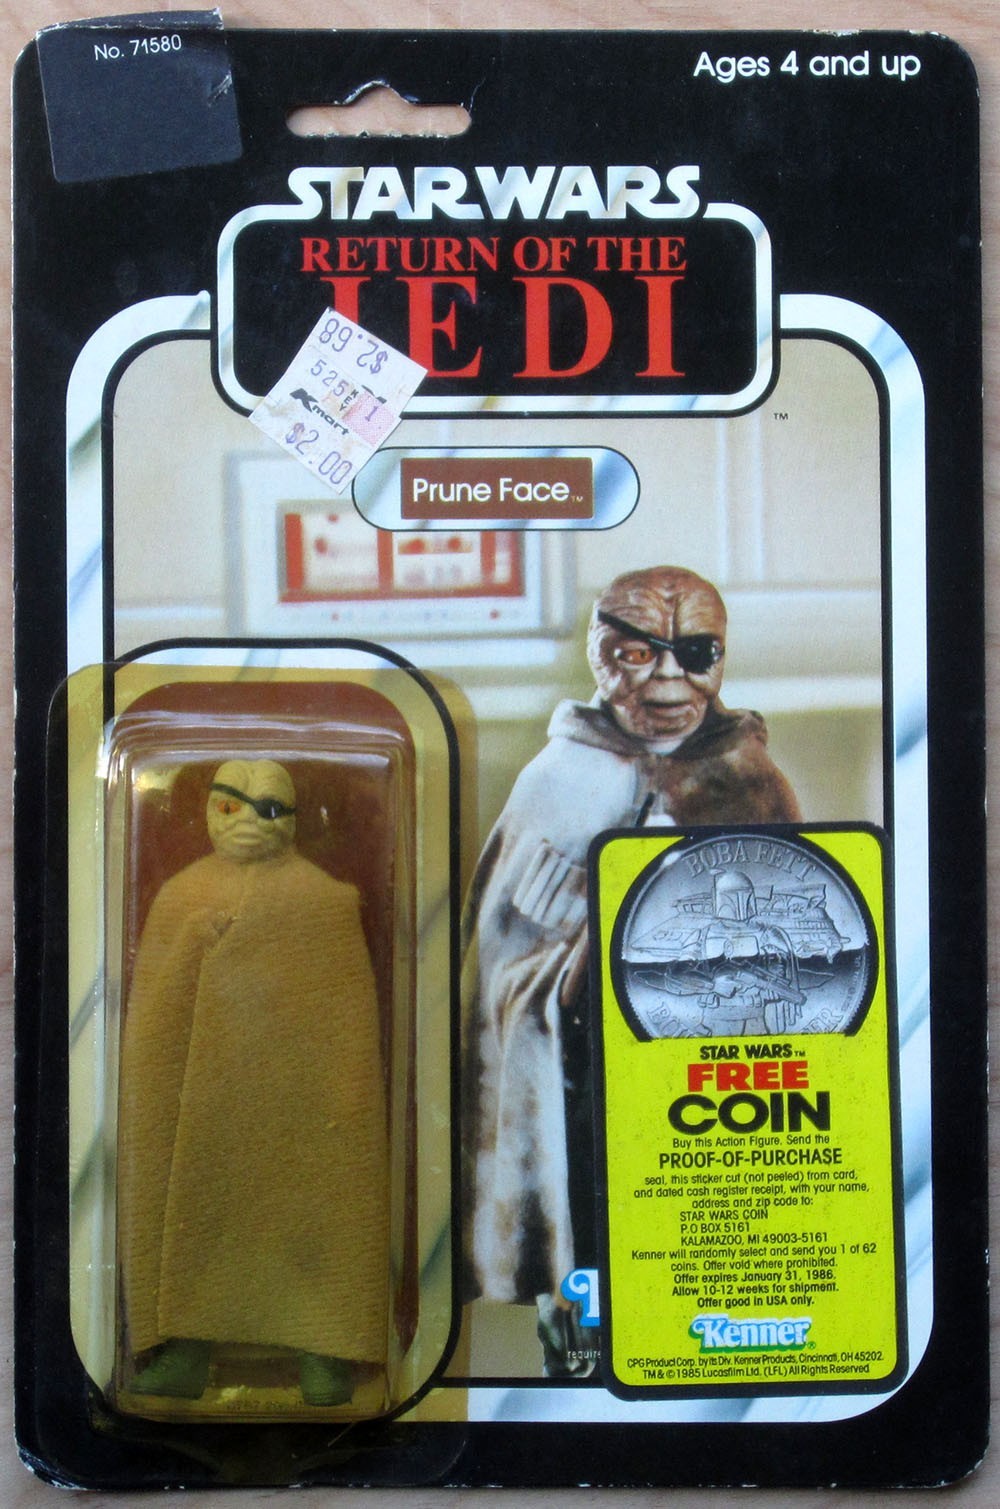 No. 71580
Ages 4 and up
STAR WARS
RETURN OF THE
JEDI
TM
89.2$
525
KEY
1
Kmart
$2.00
Prune Face™
BOBA FETT
STAR WARS™
FREE
COIN
Buy this Action Figure. Send the
PROOF-OF-PURCHASE
seal, this sticker cut (not peeled) from card,
and dated cash register receipt, with your name,
address and zip code to:
STAR WARS COIN
P.O BOX 5161
KALAMAZOO, MI 49003-5161
Kenner will randomly select and send you 1 of 62
coins. Offer void where prohibited.
Offer expires January 31, 1986.
Allow 10-12 weeks for shipment.
Offer good in USA only.
Kenner®
CPG Product Corp. by its Div. Kenner Products, Cincinnati, OH 45202
TM & © 1985 Lucasfilm Ltd. (LFL) All Rights Reserved
require